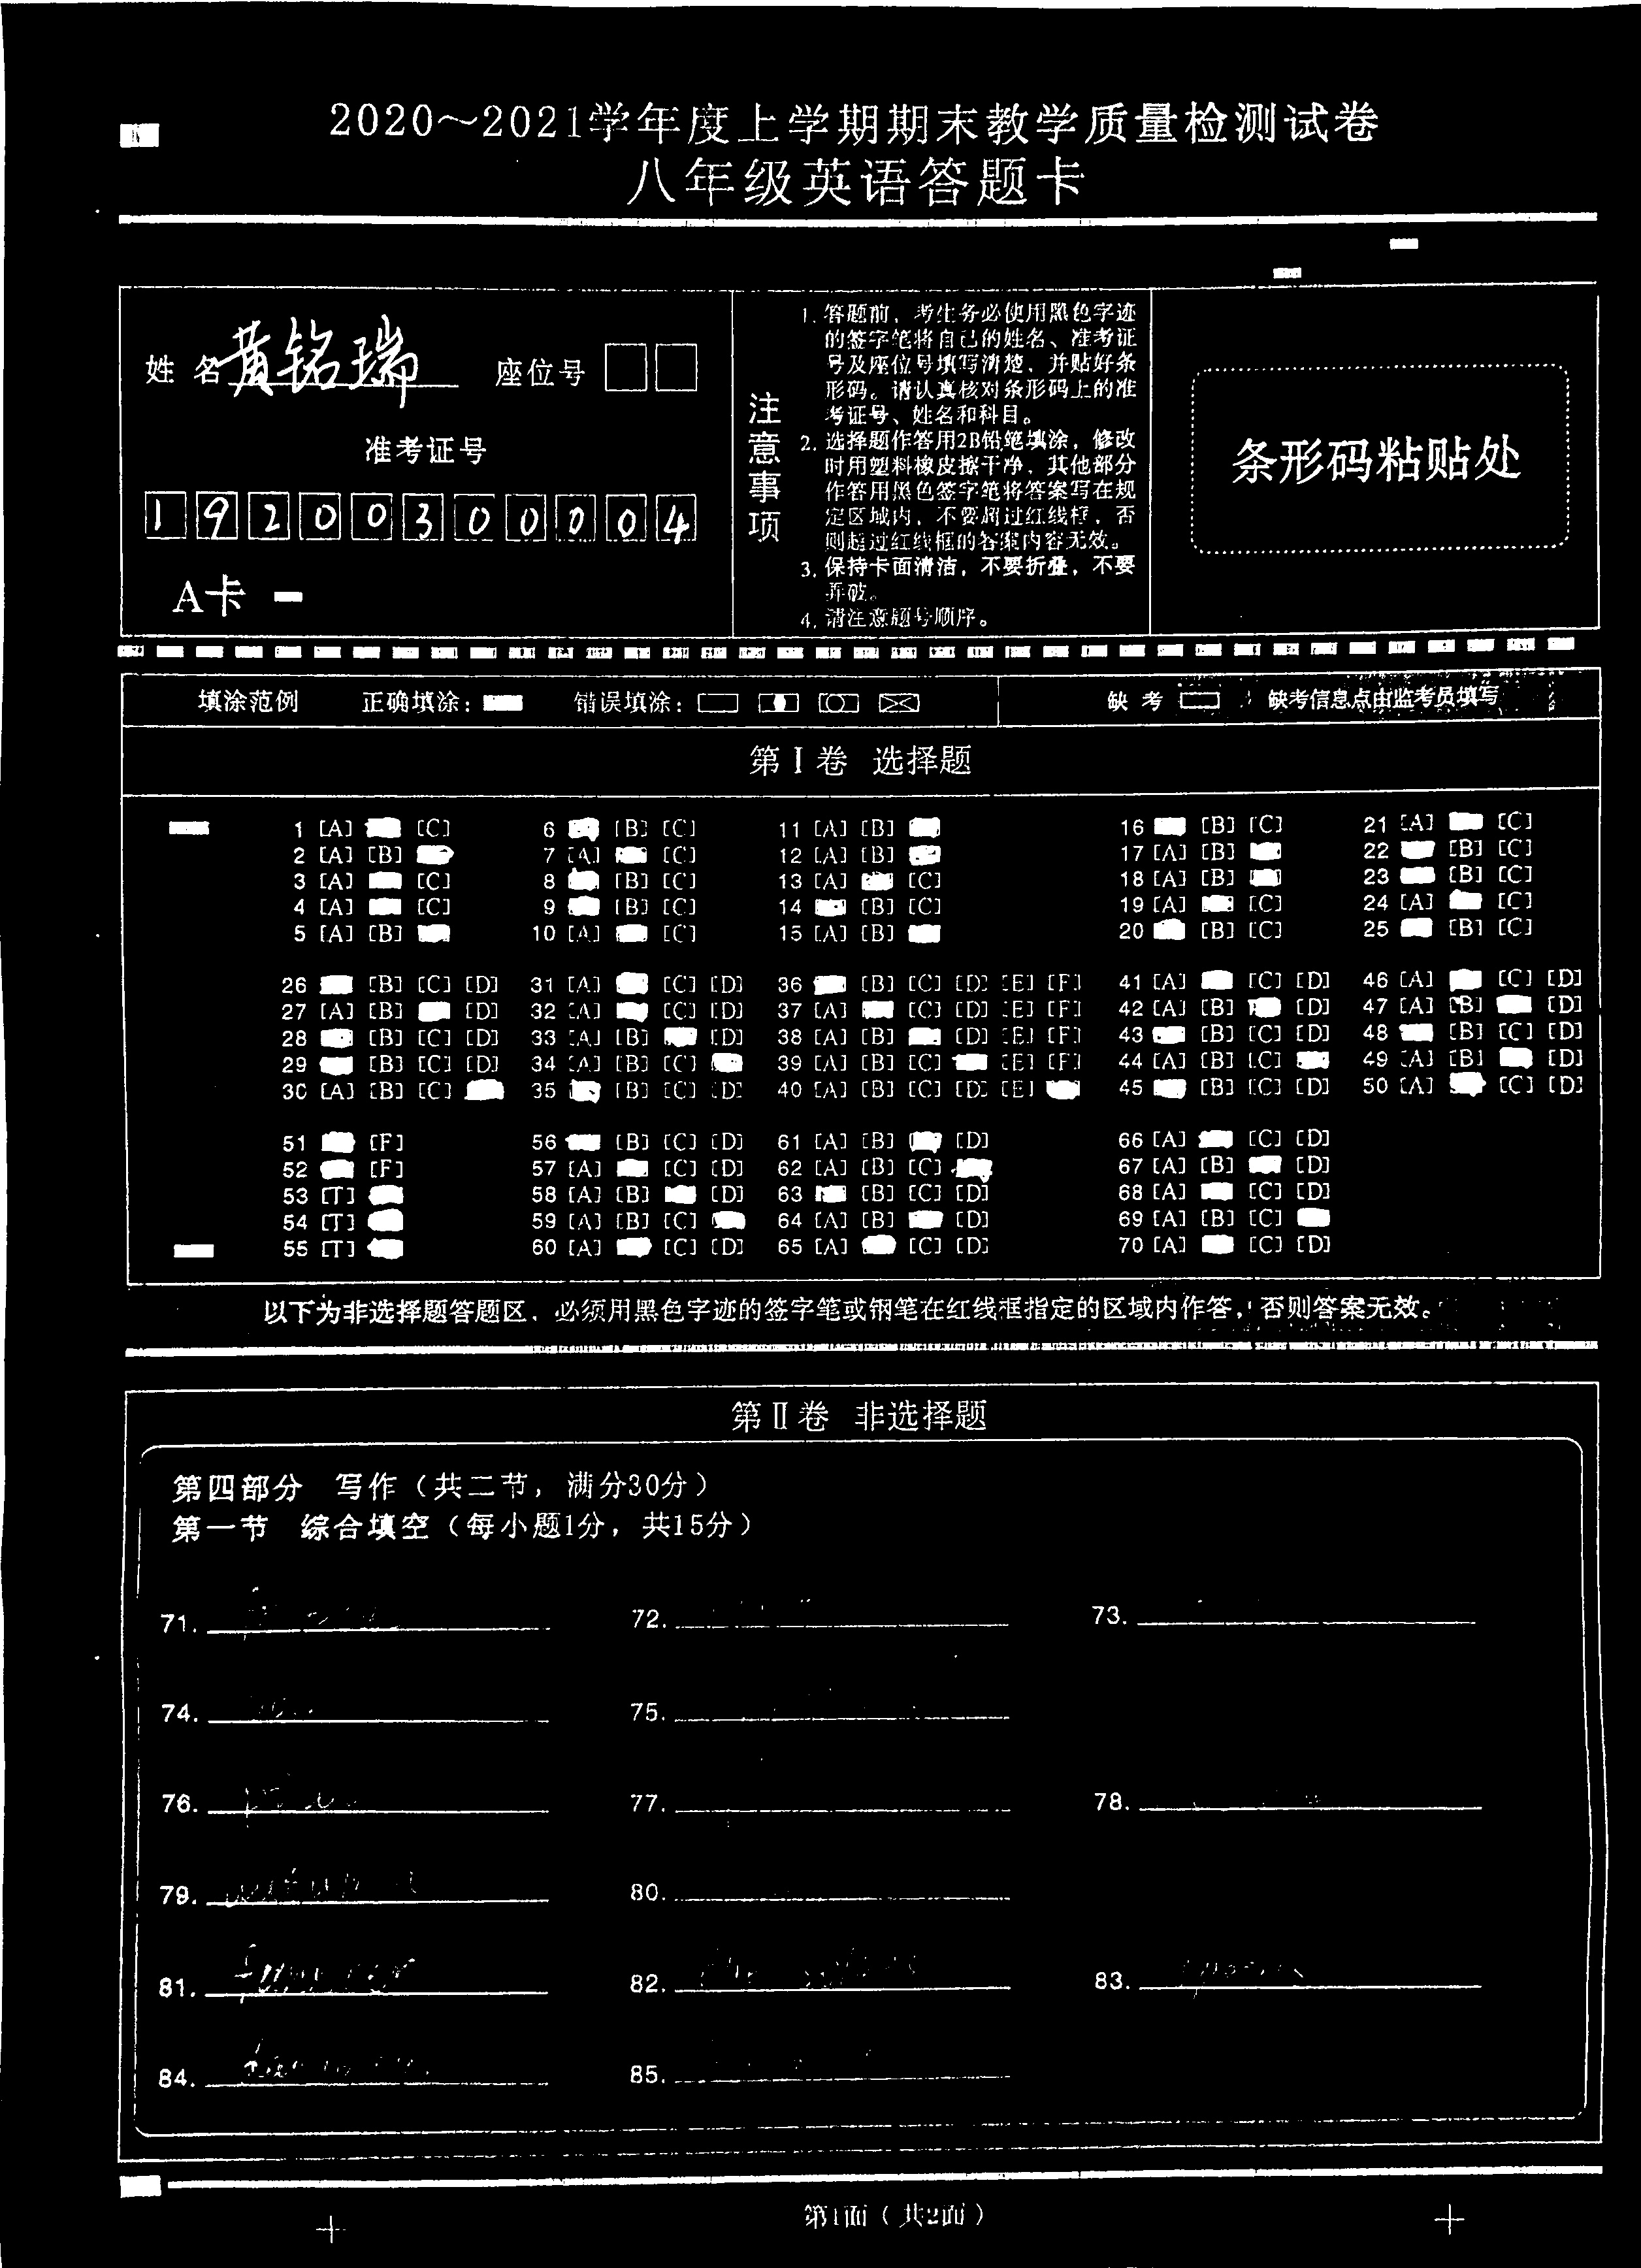 2020～2021学年度上学期期末教学质量检测试卷
八年级英语答题卡
姓 名 黄铭瑞 座位号
准考证号
1 9 2 0 0 3 0 0 0 0 4
A卡
注意事项
1. 答题前，考生务必使用黑色字迹
的签字笔将自己的姓名、准考证
号及座位号填写清楚，并贴好条
形码。请认真核对条形码上的准
考证号、姓名和科目。
2. 选择题作答用2B铅笔填涂，修改
时用塑料橡皮擦干净，其他部分
作答用黑色签字笔将答案写在规
定区域内，不要超过红线框，否
则超过红线框的答案内容无效。
3. 保持卡面清洁，不要折叠，不要
弄破。
4. 请注意题号顺序。
条形码粘贴处
填涂范例 正确填涂： 错误填涂： 缺 考 缺考信息点由监考员填写
第Ⅰ卷 选择题
1 [A] [C] 6 [B] [C] 11 [A] [B] 16 [B] [C] 21 [A] [C]
2 [A] [B] 7 [A] [C] 12 [A] [B] 17 [A] [B] 22 [B] [C]
3 [A] [C] 8 [B] [C] 13 [A] [C] 18 [A] [B] 23 [B] [C]
4 [A] [C] 9 [B] [C] 14 [B] [C] 19 [A] [C] 24 [A] [C]
5 [A] [B] 10 [A] [C] 15 [A] [B] 20 [B] [C] 25 [B] [C]
26 [B] [C] [D] 31 [A] [C] [D] 36 [B] [C] [D] [E] [F] 41 [A] [C] [D] 46 [A] [C] [D]
27 [A] [B] [D] 32 [A] [C] [D] 37 [A] [C] [D] [E] [F] 42 [A] [B] [D] 47 [A] [B] [D]
28 [B] [C] [D] 33 [A] [B] [D] 38 [A] [B] [D] [E] [F] 43 [B] [C] [D] 48 [B] [C] [D]
29 [B] [C] [D] 34 [A] [B] [C] 39 [A] [B] [C] [E] [F] 44 [A] [B] [C] 49 [A] [B] [D]
30 [A] [B] [C] 35 [B] [C] [D] 40 [A] [B] [C] [D] [E] 45 [B] [C] [D] 50 [A] [C] [D]
51 [F] 56 [B] [C] [D] 61 [A] [B] [D] 66 [A] [C] [D]
52 [F] 57 [A] [C] [D] 62 [A] [B] [C] 67 [A] [B] [D]
53 [T] 58 [A] [B] [D] 63 [B] [C] [D] 68 [A] [C] [D]
54 [T] 59 [A] [B] [C] 64 [A] [B] [D] 69 [A] [B] [C]
55 [T] 60 [A] [C] [D] 65 [A] [C] [D] 70 [A] [C] [D]
以下为非选择题答题区，必须用黑色字迹的签字笔或钢笔在红线框指定的区域内作答，否则答案无效。
第Ⅱ卷 非选择题
第四部分 写作（共二节，满分30分）
第一节 综合填空（每小题1分，共15分）
71. 72. 73.
74. 75.
76. 77. 78.
79. 80.
81. 82. 83.
84. 85.
第1面（共2面）